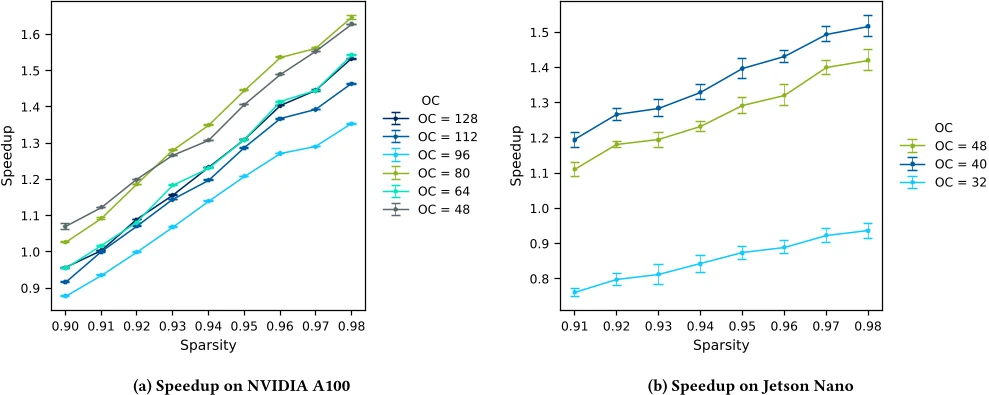 Speedup
1.6
1.5
1.4
1.3
1.2
1.1
1.0
0.9
0.90 0.91 0.92 0.93 0.94 0.95 0.96 0.97 0.98
Sparsity
OC
OC = 128
OC = 112
OC = 96
OC = 80
OC = 64
OC = 48
(a) Speedup on NVIDIA A100
Speedup
1.5
1.4
1.3
1.2
1.1
1.0
0.9
0.8
0.91 0.92 0.93 0.94 0.95 0.96 0.97 0.98
Sparsity
OC
OC = 48
OC = 40
OC = 32
(b) Speedup on Jetson Nano